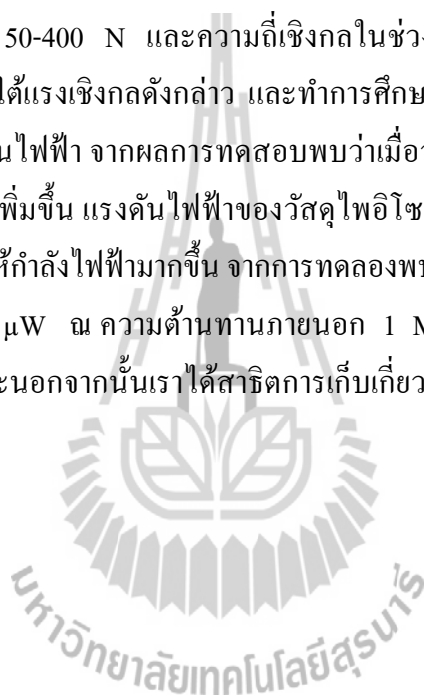 50-400 N และความถี่เชิงกลในช่วง
ใต้แรงเชิงกลดังกล่าว และทำการศึกษ
นไฟฟ้า จากผลการทดสอบพบว่าเมื่อ
เพิ่มขึ้น แรงดันไฟฟ้าของวัสดุไพอิโซ
ห้กำลังไฟฟ้ามากขึ้น จากการทดลองพบ
µW ณ ความต้านทานภายนอก 1 M
ะนอกจากนั้นเราได้สาธิตการเก็บเกี่ยว
มหาวิทยาลัยเทคโนโลยีสุรนารี